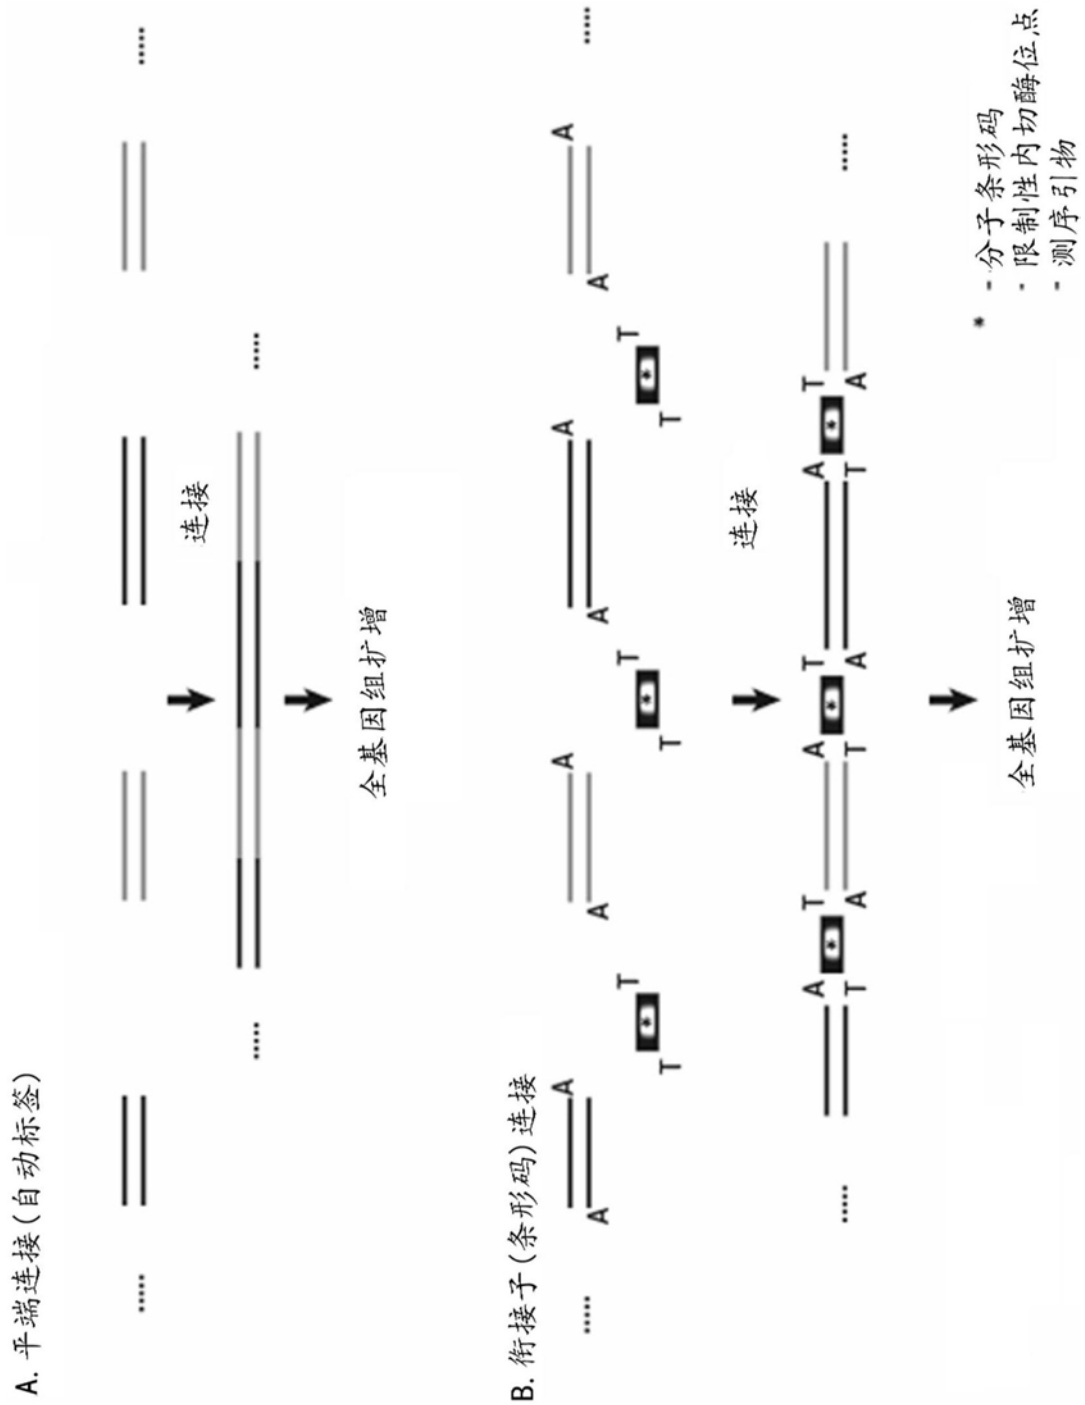 A. 平端连接(自动标签)
连接
全基因组扩增
B. 衔接子(条形码)连接
A A A A
A A A A
T T T
* * *
T T T
连接
A T A T A T
* * *
T A T A T A
全基因组扩增
* - 分子条形码
- 限制性内切酶位点
- 测序引物